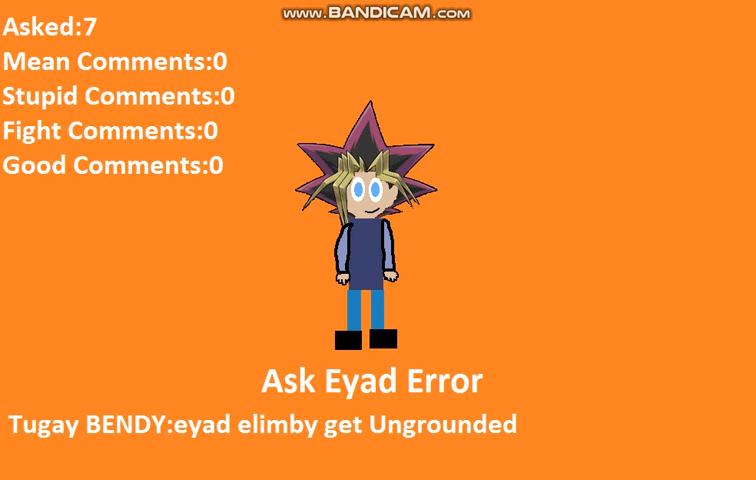 www.BANDICAM.com
Asked:7
Mean Comments:0
Stupid Comments:0
Fight Comments:0
Good Comments:0
Ask Eyad Error
Tugay BENDY:eyad elimby get Ungrounded